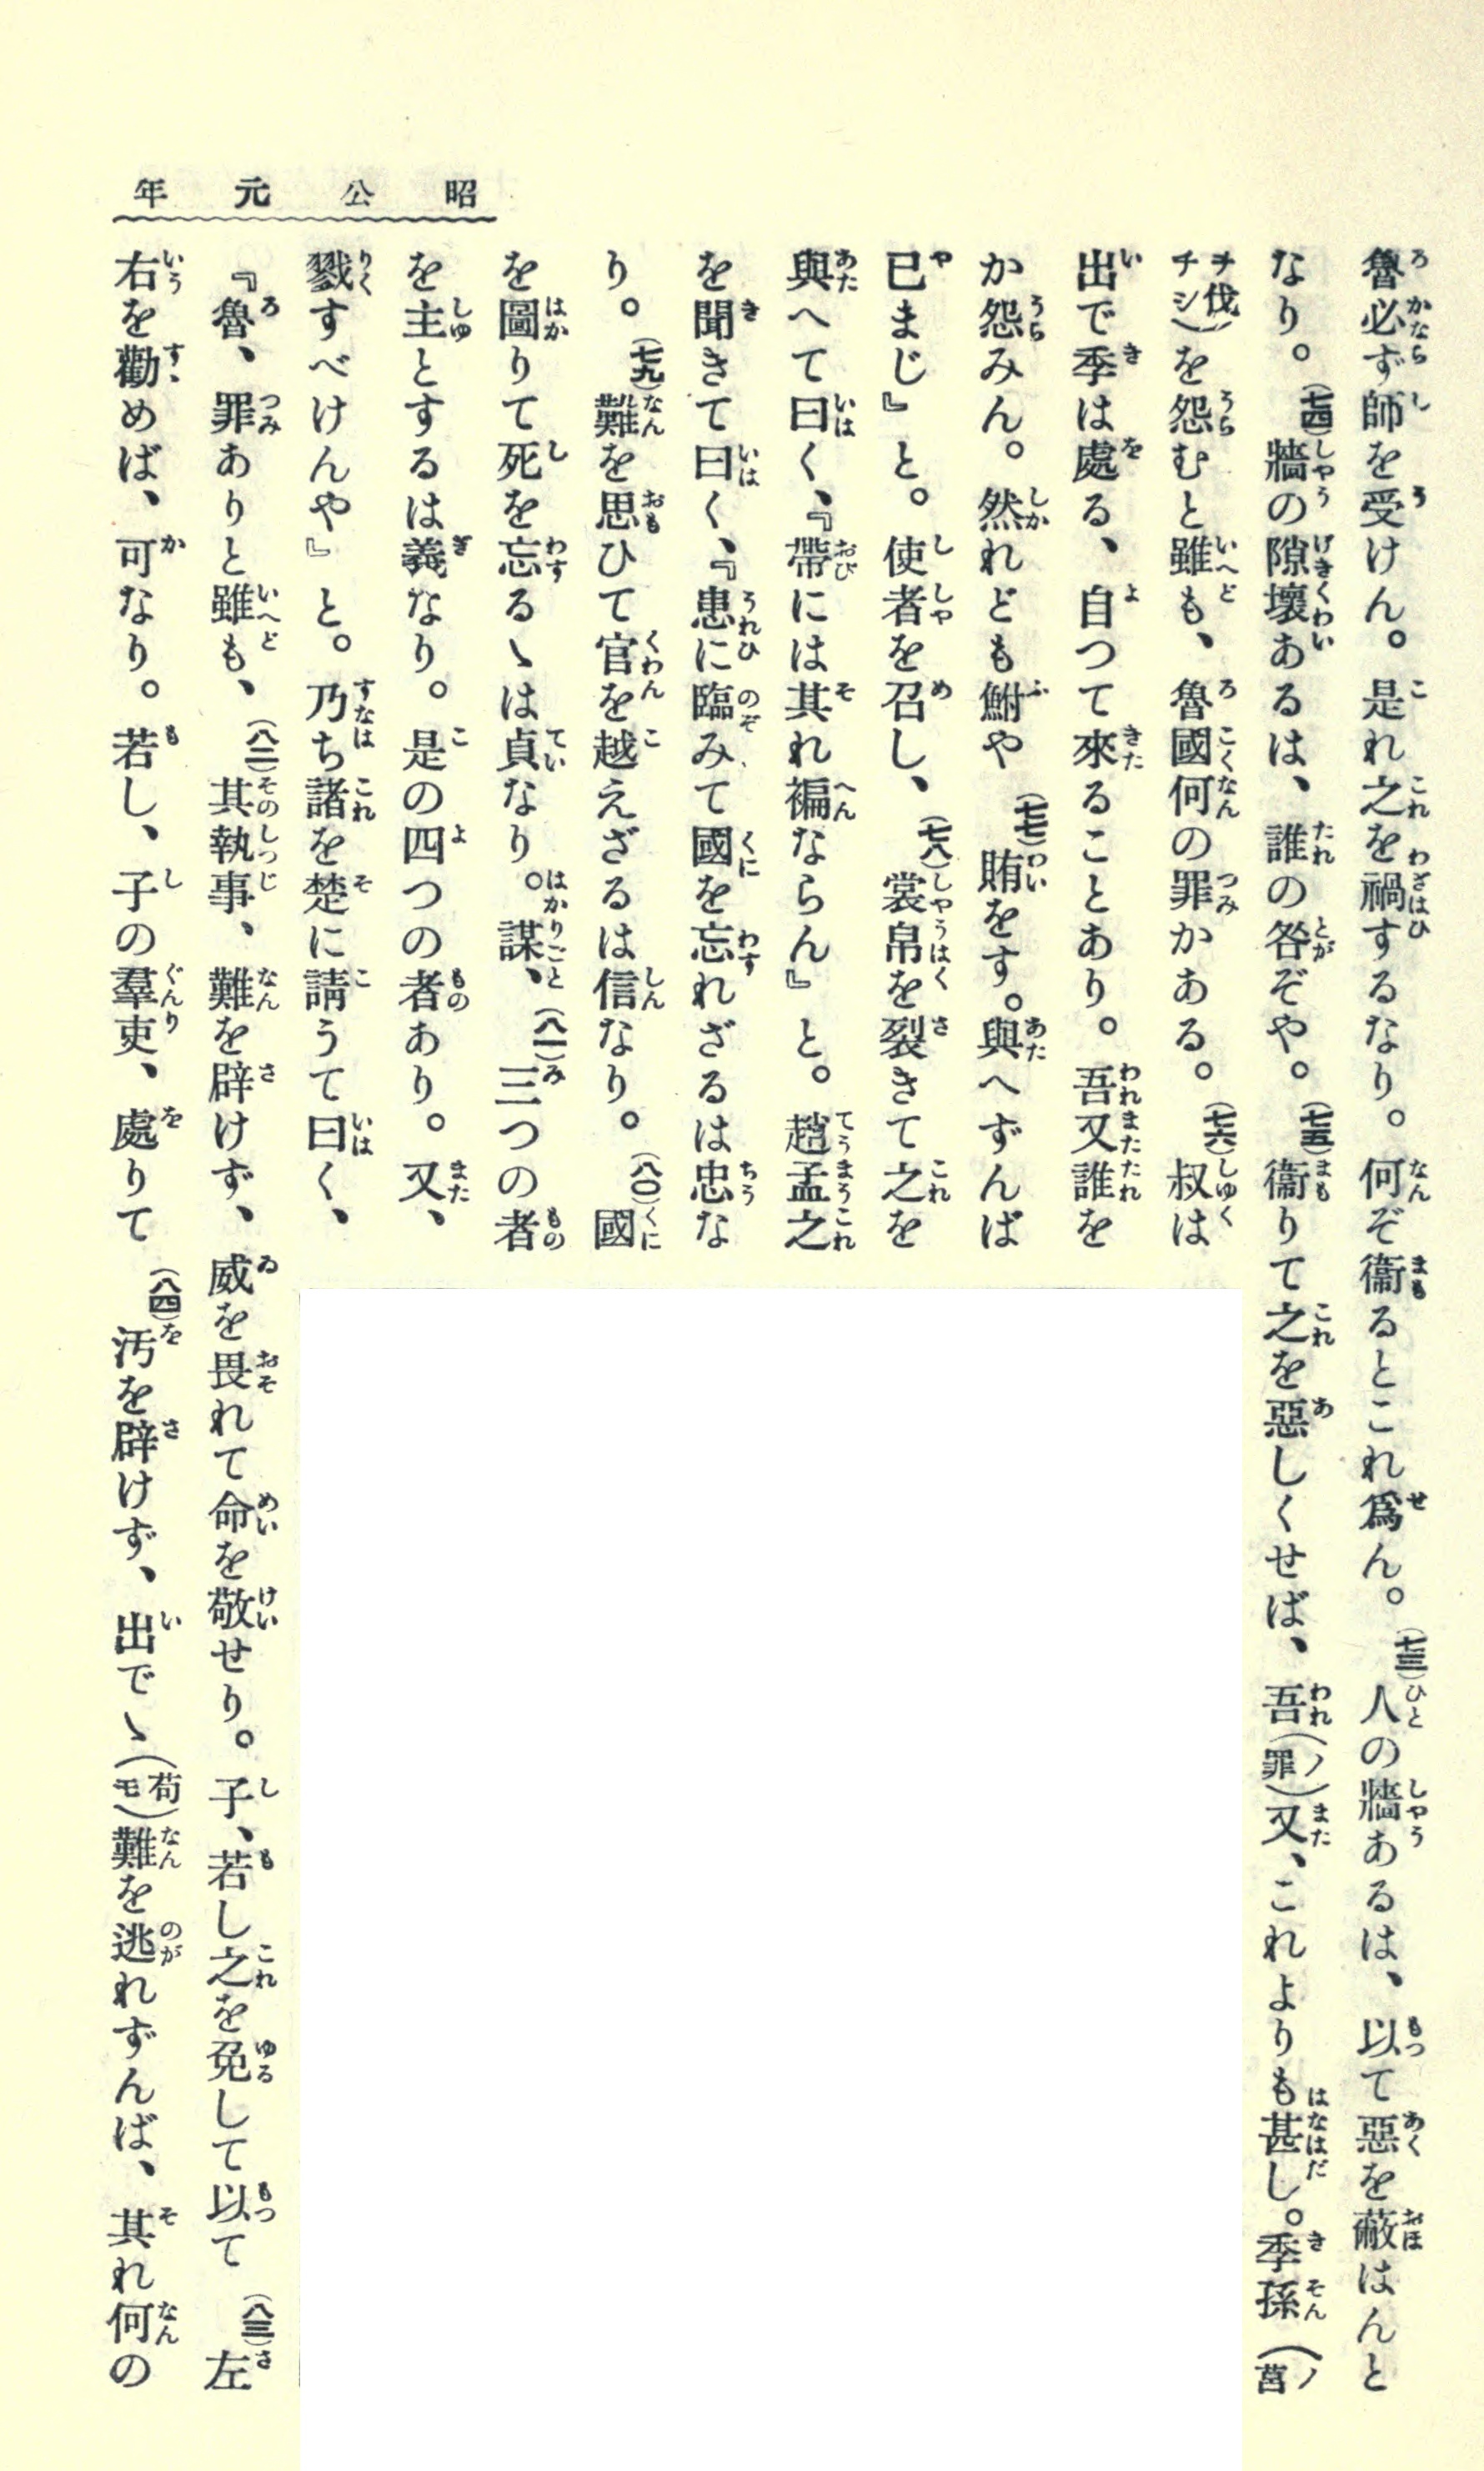 昭公元年
魯必ず師を受けん。是れ之を禍するなり。何ぞ衞るとこれ爲ん。(七三)人の牆あるは、以て惡を蔽はんと
なり。(七四)牆の隙壞あるは、誰の咎ぞや。(七五)衞りて之を惡しくせば、吾(ノ罪)又、これよりも甚し。季孫(ノ莒
ヲ伐チシ)を怨むと雖も、魯國何の罪かある。(七六)叔は
出で季は處る、自つて來ることあり。吾又誰を
か怨みん。然れども鮒や(七七)賄をす。與へずんば
已まじ』と。使者を召し、(七八)裳帛を裂きて之を
與へて曰く、『帶には其れ褊ならん』と。趙孟之
を聞きて曰く、『患に臨みて國を忘れざるは忠な
り。(七九)難を思ひて官を越えざるは信なり。(八〇)國
を圖りて死を忘るゝは貞なり。謀、(八一)三つの者
を主とするは義なり。是の四つの者あり。又、
戮すべけんや』と。乃ち諸を楚に請うて曰く、
『魯、罪ありと雖も、(八二)其執事、難を辟けず、威を畏れて命を敬せり。子、若し之を免して以て(八三)左
右を勸めば、可なり。若し、子の羣吏、處りて(八四)汚を辟けず、出でゝ(苟モ)難を逃れずんば、其れ何の